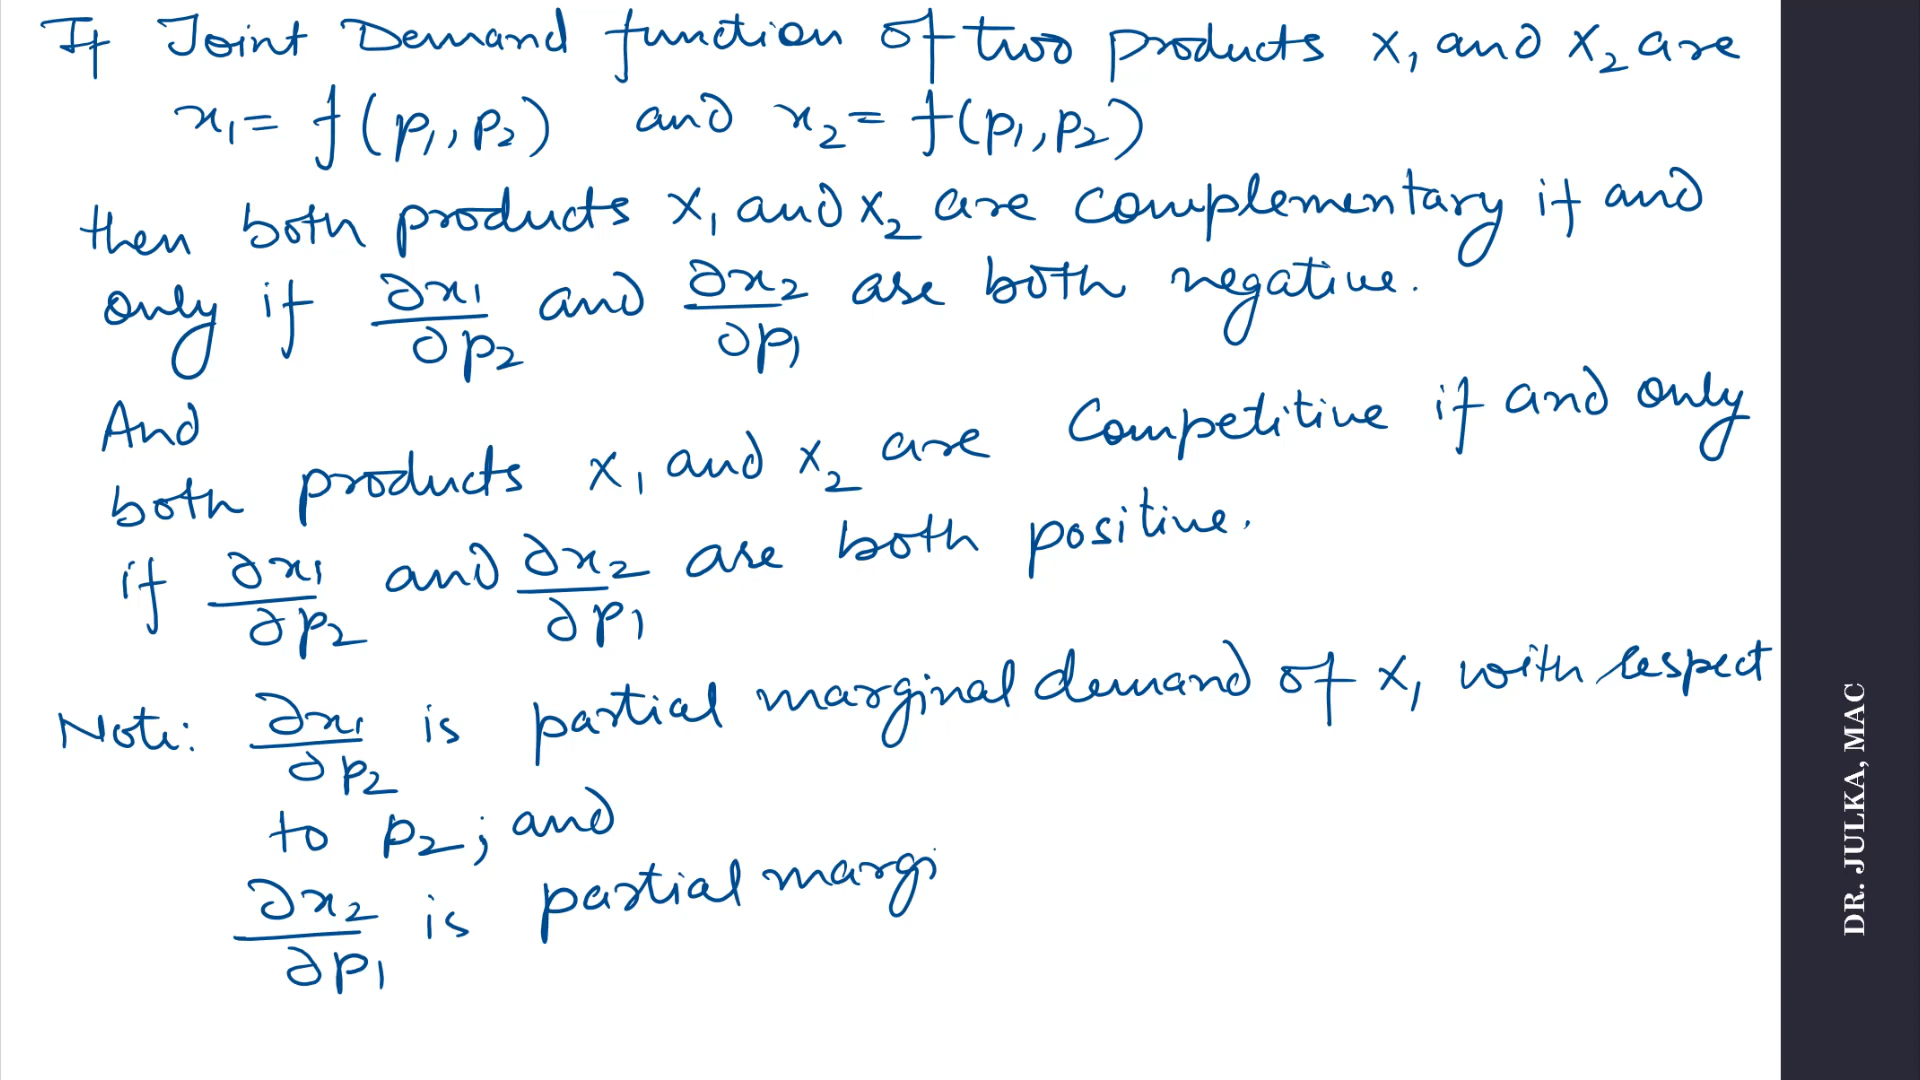 If Joint Demand function of two products X₁ and X₂ are
x₁ = f(p₁, p₂) and x₂ = f(p₁, p₂)
then both products X₁ and X₂ are complementary if and
only if ∂x₁/∂p₂ and ∂x₂/∂p₁ are both negative.
And
both products X₁ and X₂ are Competitive if and only
if ∂x₁/∂p₂ and ∂x₂/∂p₁ are both positive.
Note: ∂x₁/∂p₂ is partial marginal demand of X₁ with respect
to p₂; and
∂x₂/∂p₁ is partial margi
DR. JULKA, MAC